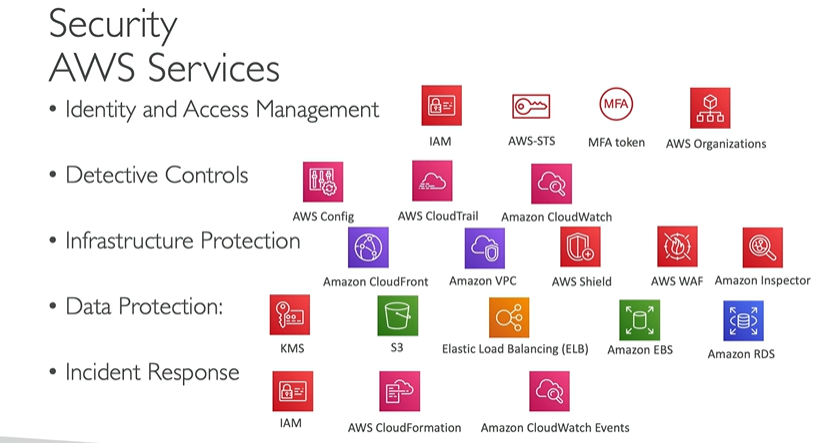 Security
AWS Services
• Identity and Access Management
MFA
IAM
AWS-STS
MFA token
AWS Organizations
• Detective Controls
AWS Config
AWS CloudTrail
Amazon CloudWatch
• Infrastructure Protection
Amazon CloudFront
Amazon VPC
AWS Shield
AWS WAF
Amazon Inspector
• Data Protection:
KMS
S3
Elastic Load Balancing (ELB)
Amazon EBS
Amazon RDS
• Incident Response
IAM
AWS CloudFormation
Amazon CloudWatch Events